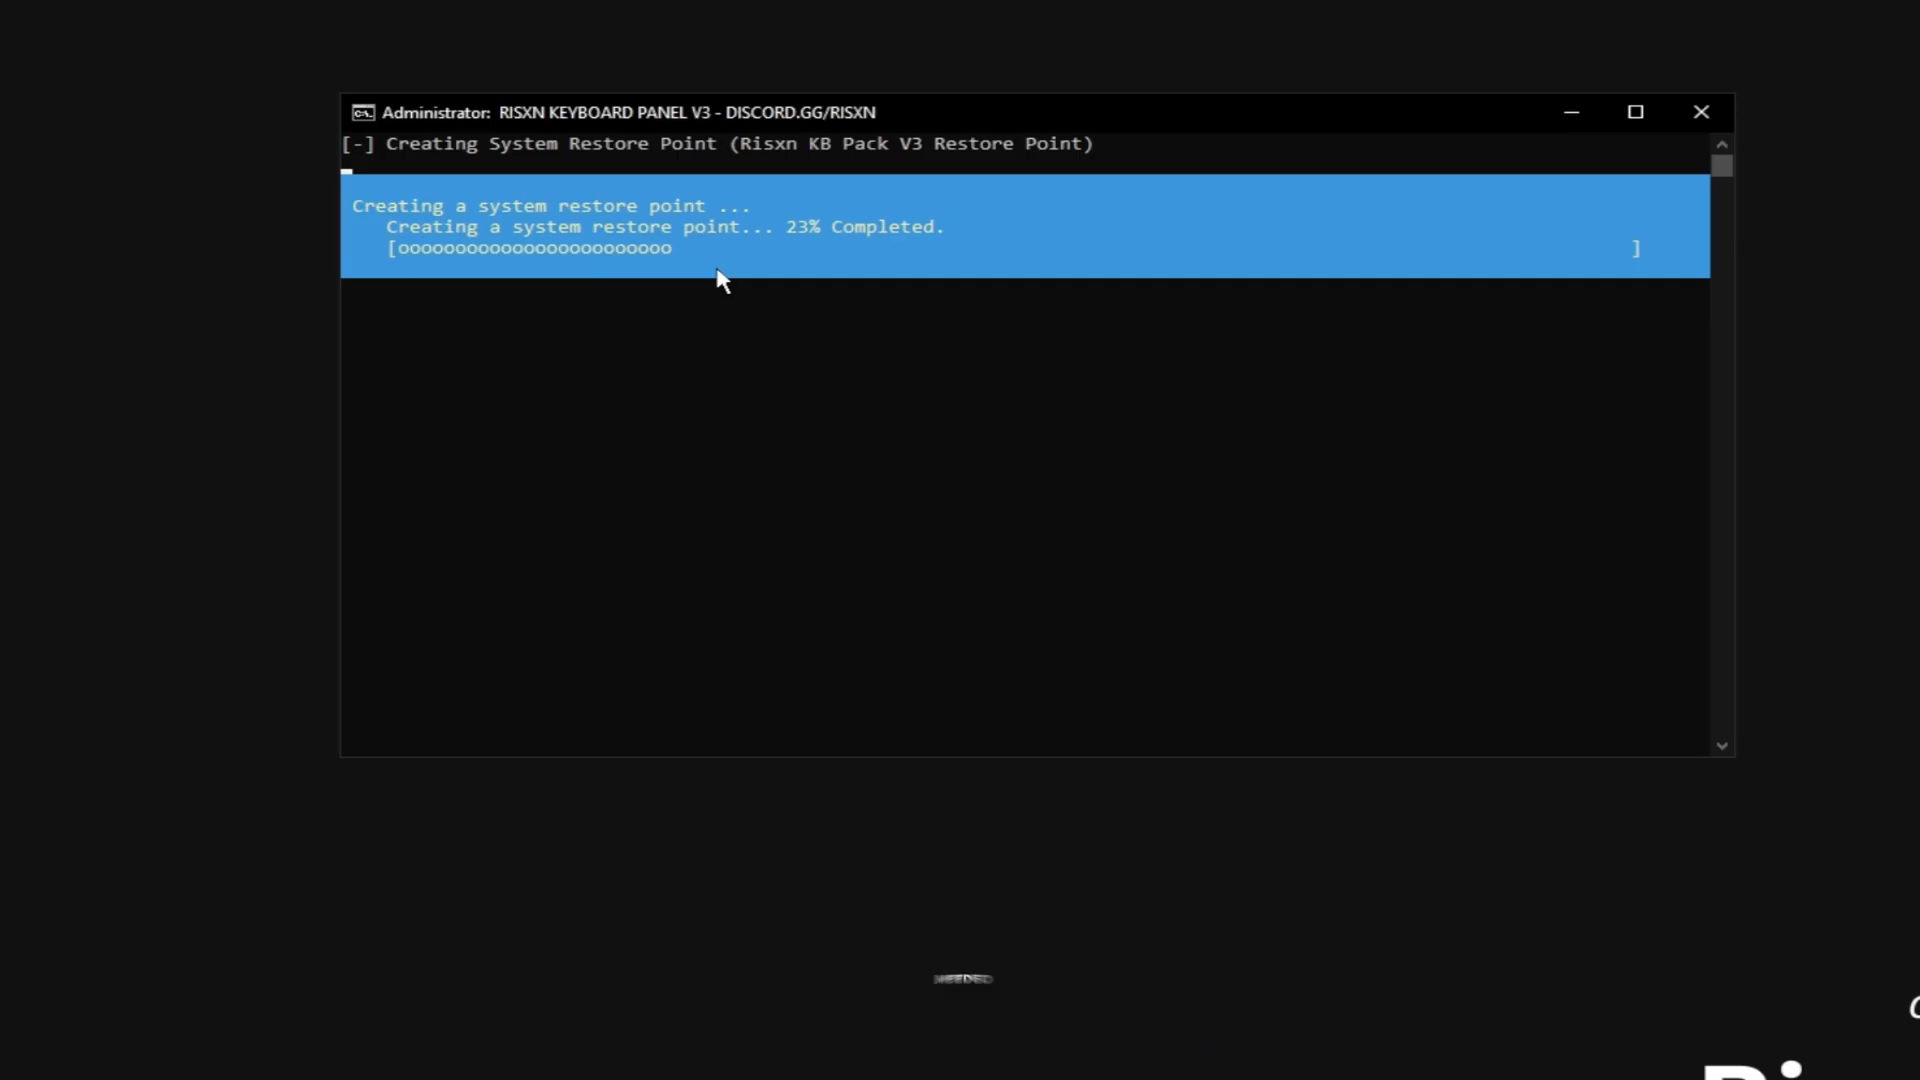 Administrator: RISXN KEYBOARD PANEL V3 - DISCORD.GG/RISXN
[-] Creating System Restore Point (Risxn KB Pack V3 Restore Point)
Creating a system restore point ...
Creating a system restore point... 23% Completed.
[oooooooooooooooooooooooo ]
NEEDED